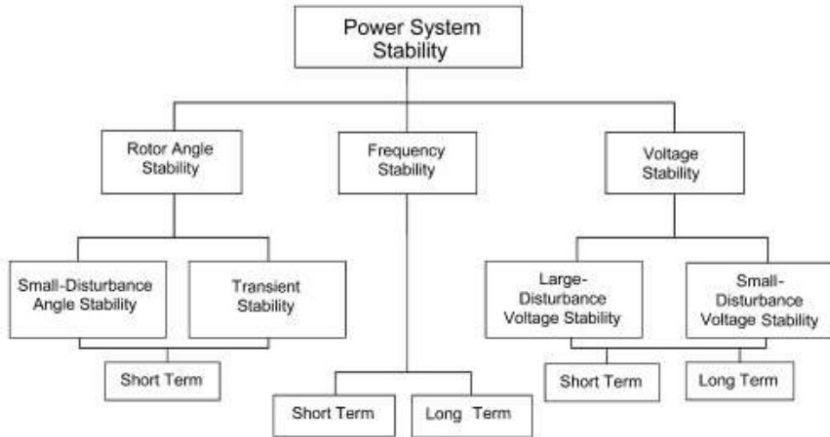 Power System
Stability
Rotor Angle
Stability
Frequency
Stability
Voltage
Stability
Small-Disturbance
Angle Stability
Transient
Stability
Large-
Disturbance
Voltage Stability
Small-
Disturbance
Voltage Stability
Short Term
Short Term
Long Term
Short Term
Long Term